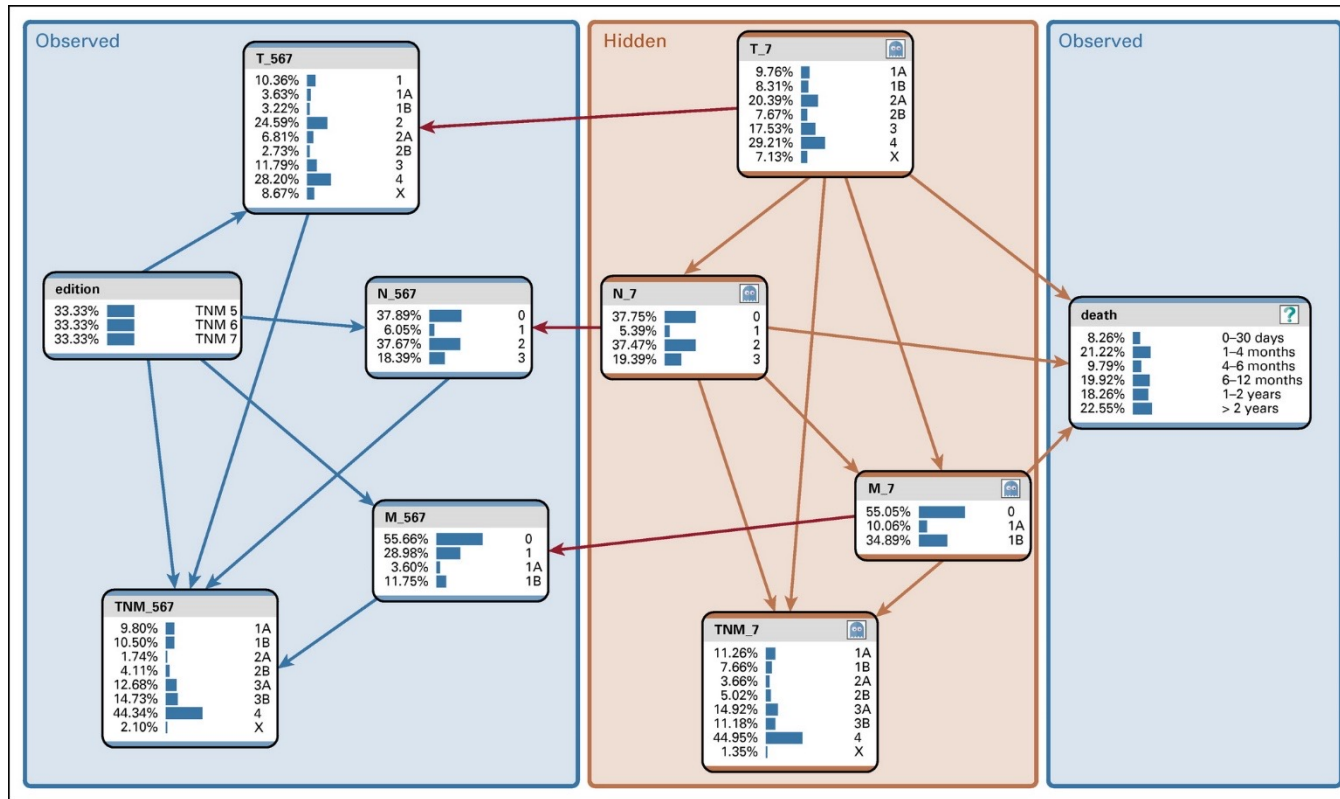 Observed
T_567
10.36% 1
3.63% 1A
3.22% 1B
24.59% 2
6.81% 2A
2.73% 2B
11.79% 3
28.20% 4
8.67% X
edition
33.33% TNM 5
33.33% TNM 6
33.33% TNM 7
N_567
37.89% 0
6.05% 1
37.67% 2
18.39% 3
M_567
55.66% 0
28.98% 1
3.60% 1A
11.75% 1B
TNM_567
9.80% 1A
10.50% 1B
1.74% 2A
4.11% 2B
12.68% 3A
14.73% 3B
44.34% 4
2.10% X
Hidden
T_7
9.76% 1A
8.31% 1B
20.39% 2A
7.67% 2B
17.53% 3
29.21% 4
7.13% X
N_7
37.75% 0
5.39% 1
37.47% 2
19.39% 3
M_7
55.05% 0
10.06% 1A
34.89% 1B
TNM_7
11.26% 1A
7.66% 1B
3.66% 2A
5.02% 2B
14.92% 3A
11.18% 3B
44.95% 4
1.35% X
Observed
death ?
8.26% 0–30 days
21.22% 1–4 months
9.79% 4–6 months
19.92% 6–12 months
18.26% 1–2 years
22.55% > 2 years